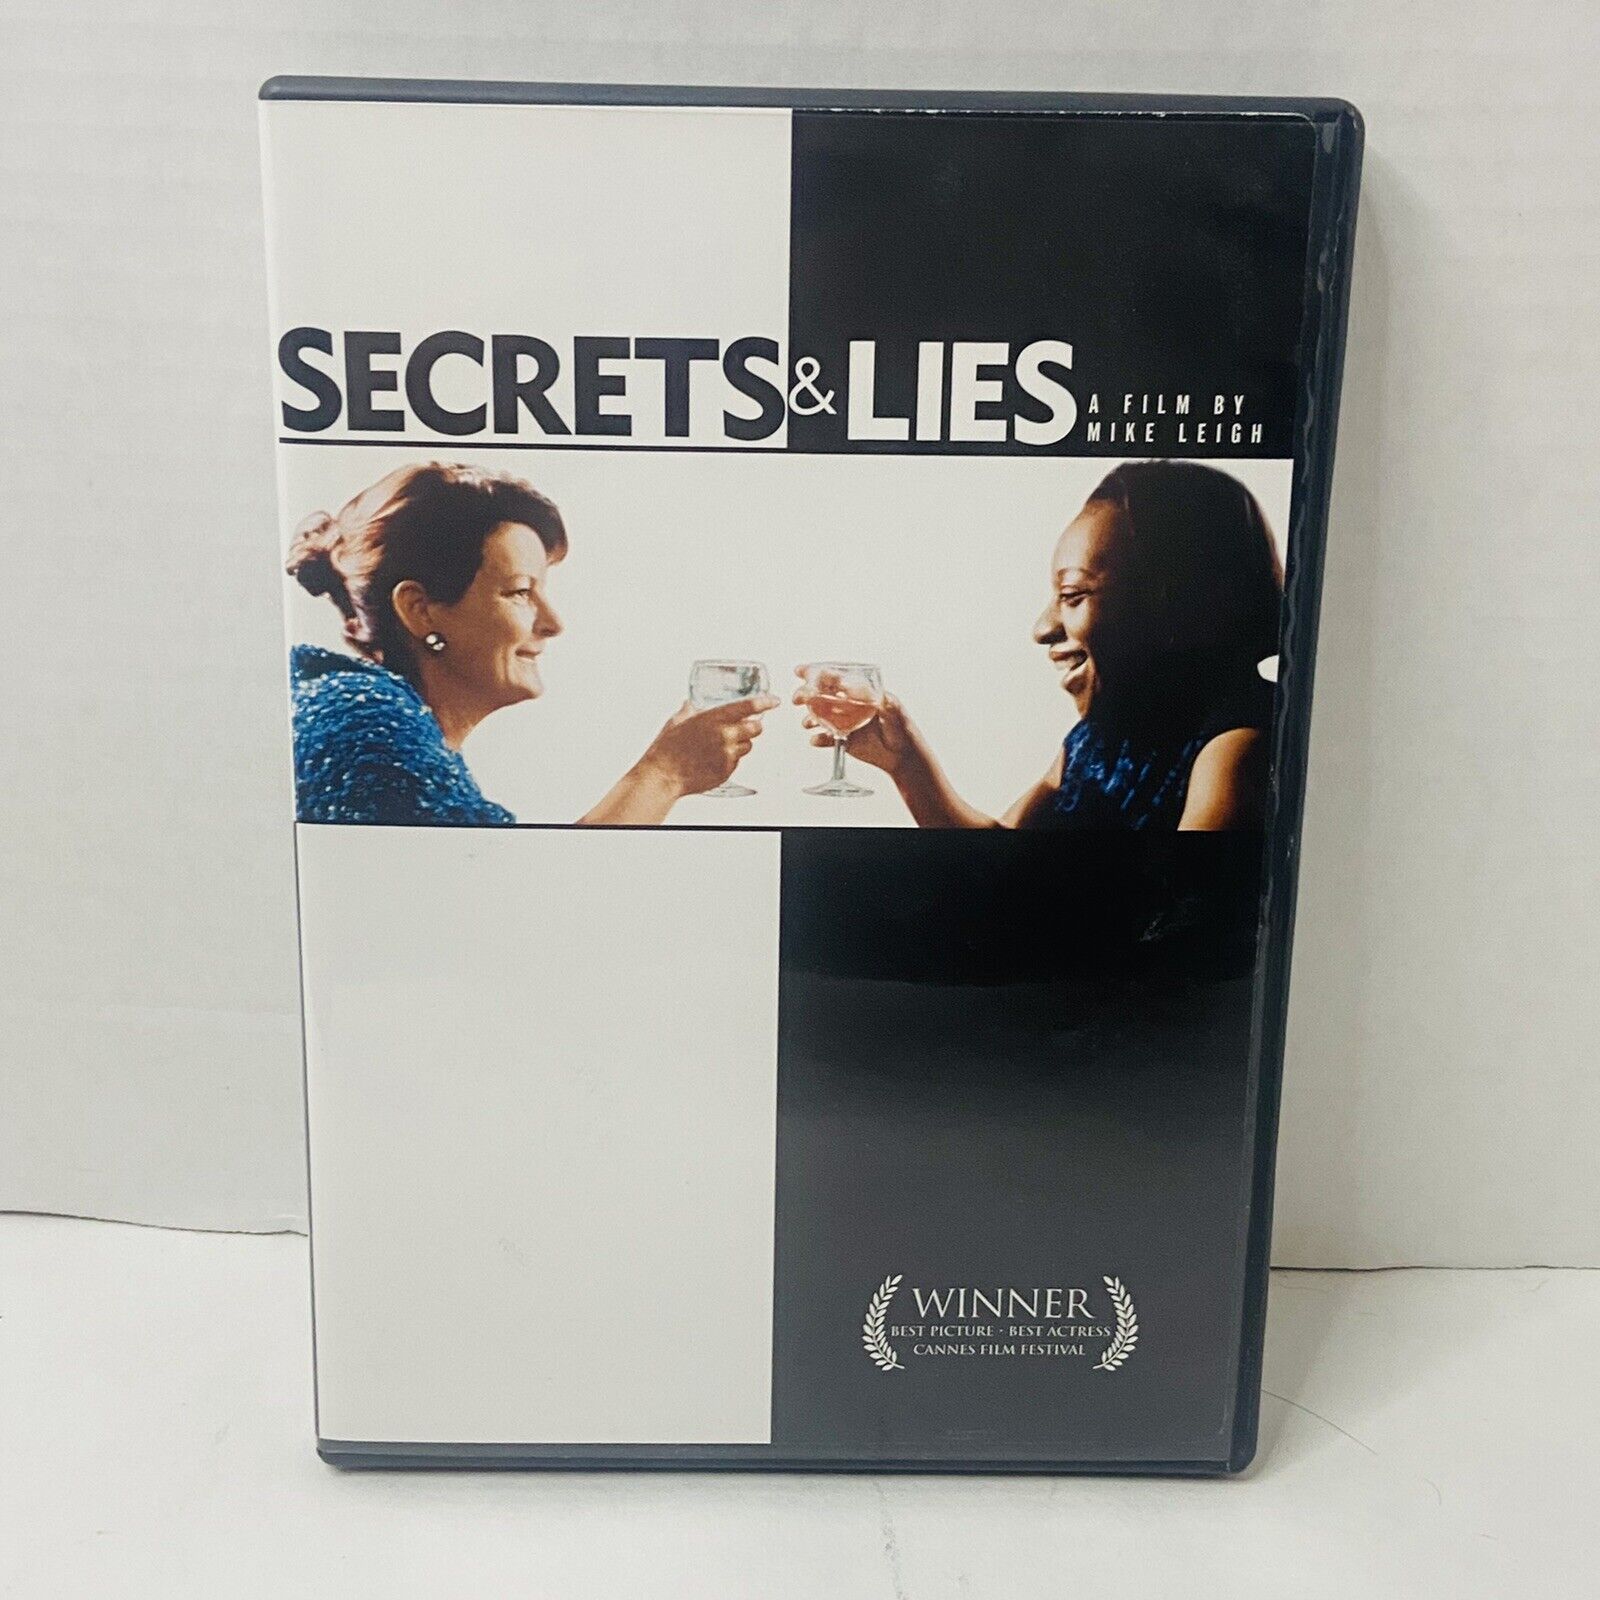 SECRETS & LIES
A FILM BY
MIKE LEIGH
WINNER
BEST PICTURE · BEST ACTRESS
CANNES FILM FESTIVAL